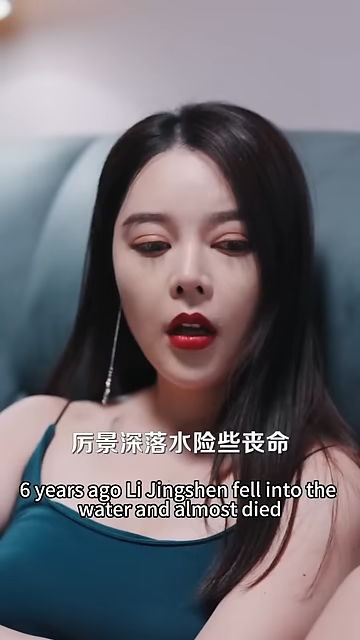 厉景深落水险些丧命
6 years ago Li Jingshen fell into the
water and almost died